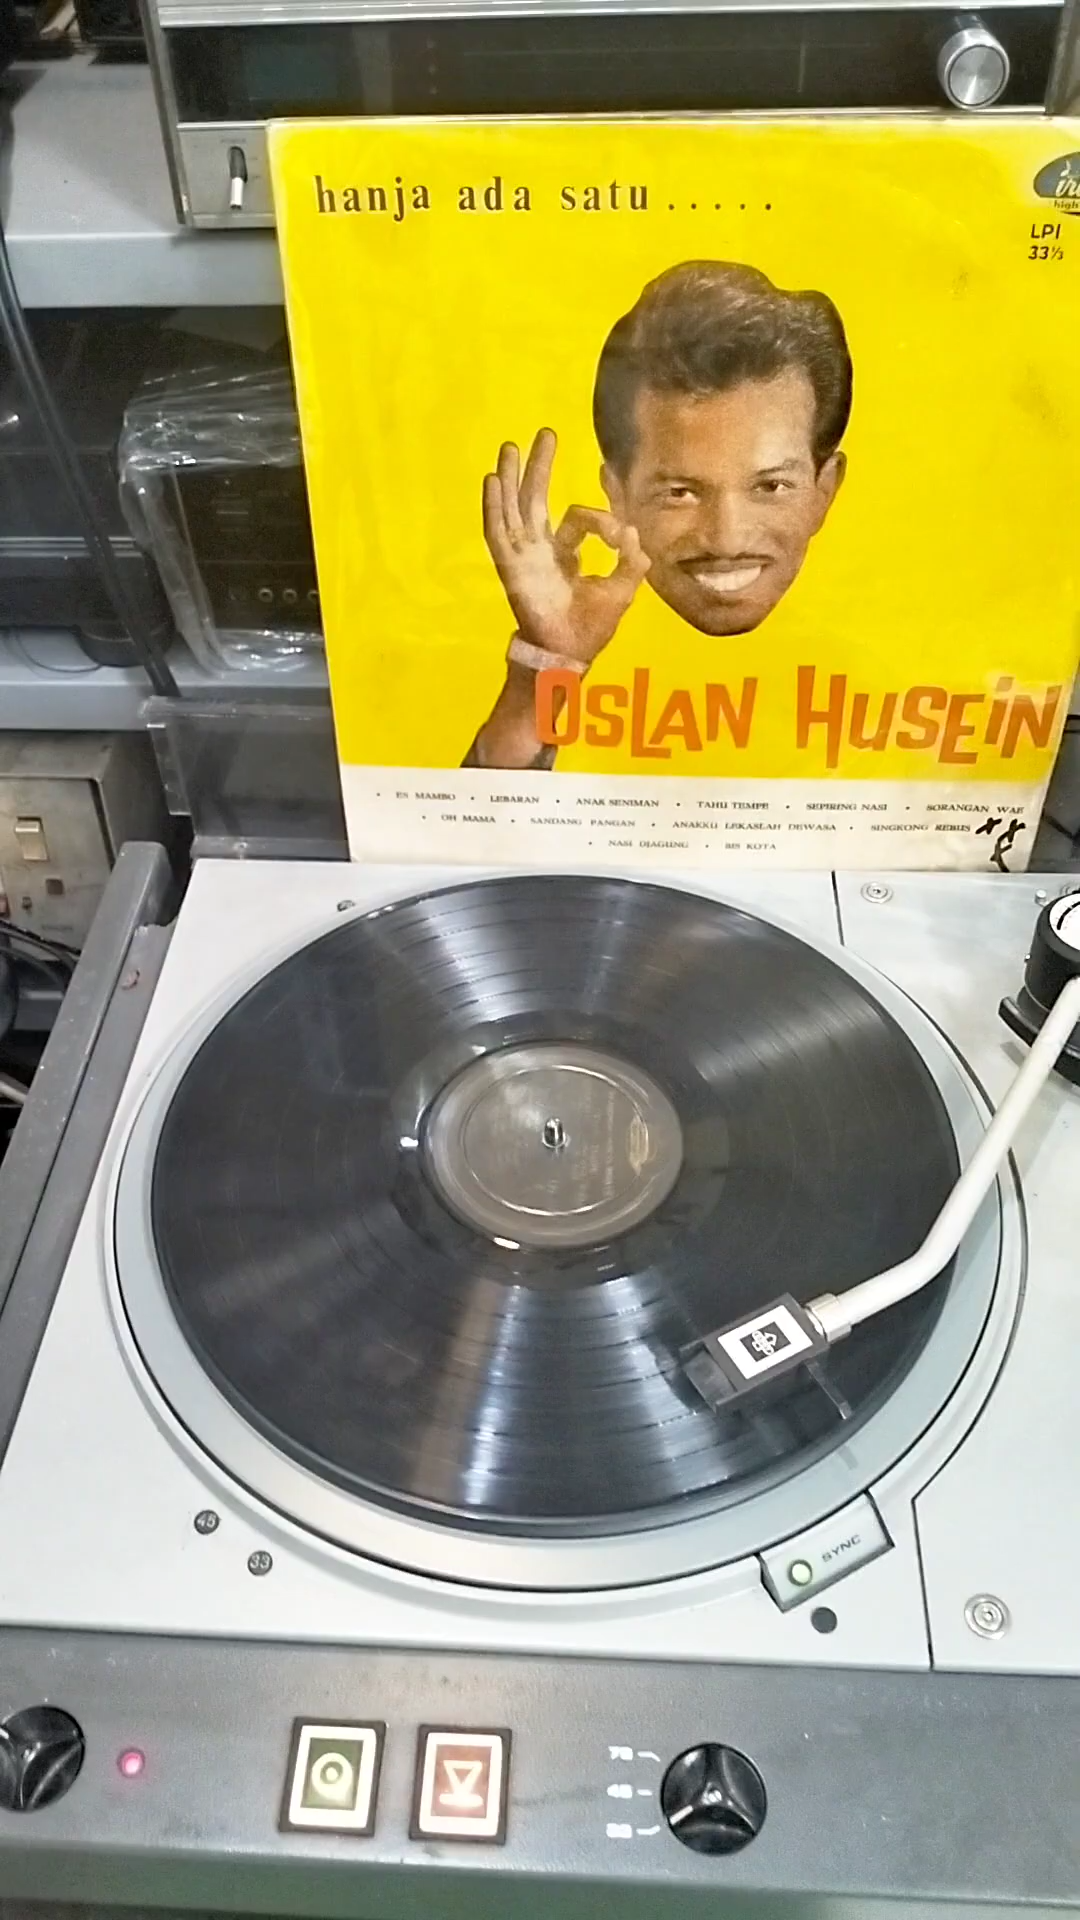 hanja ada satu.....
high
LPI
33⅓
OSLAN HUSEIN
• ES MAMBO • LEBARAN • ANAK SENIMAN • TAHU TEMPE • SEPIRING NASI • SORANGAN WAE
• OH MAMA • SANDANG PANGAN • ANAKKU LEKASLAH DEWASA • SINGKONG REBUS
• NASI DJAGUNG • BIS KOTA
45
33
SYNC
78
45
33